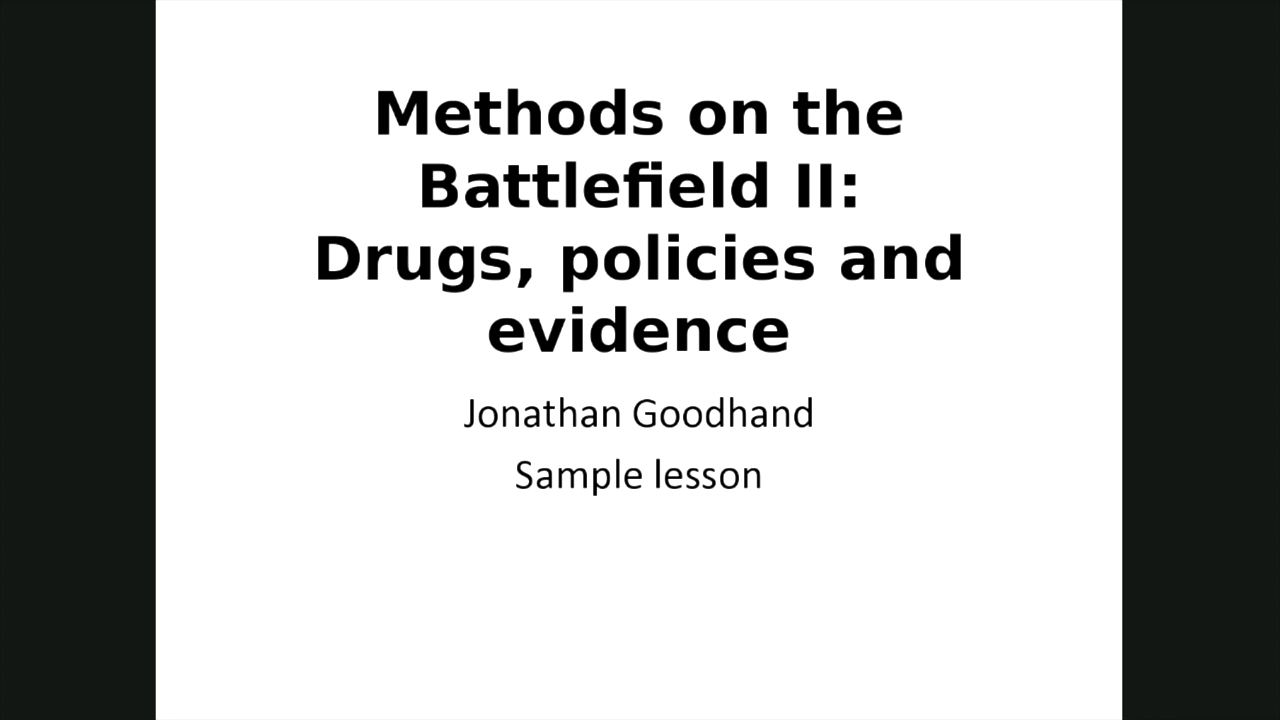 Methods on the
Battlefield II:
Drugs, policies and
evidence
Jonathan Goodhand
Sample lesson